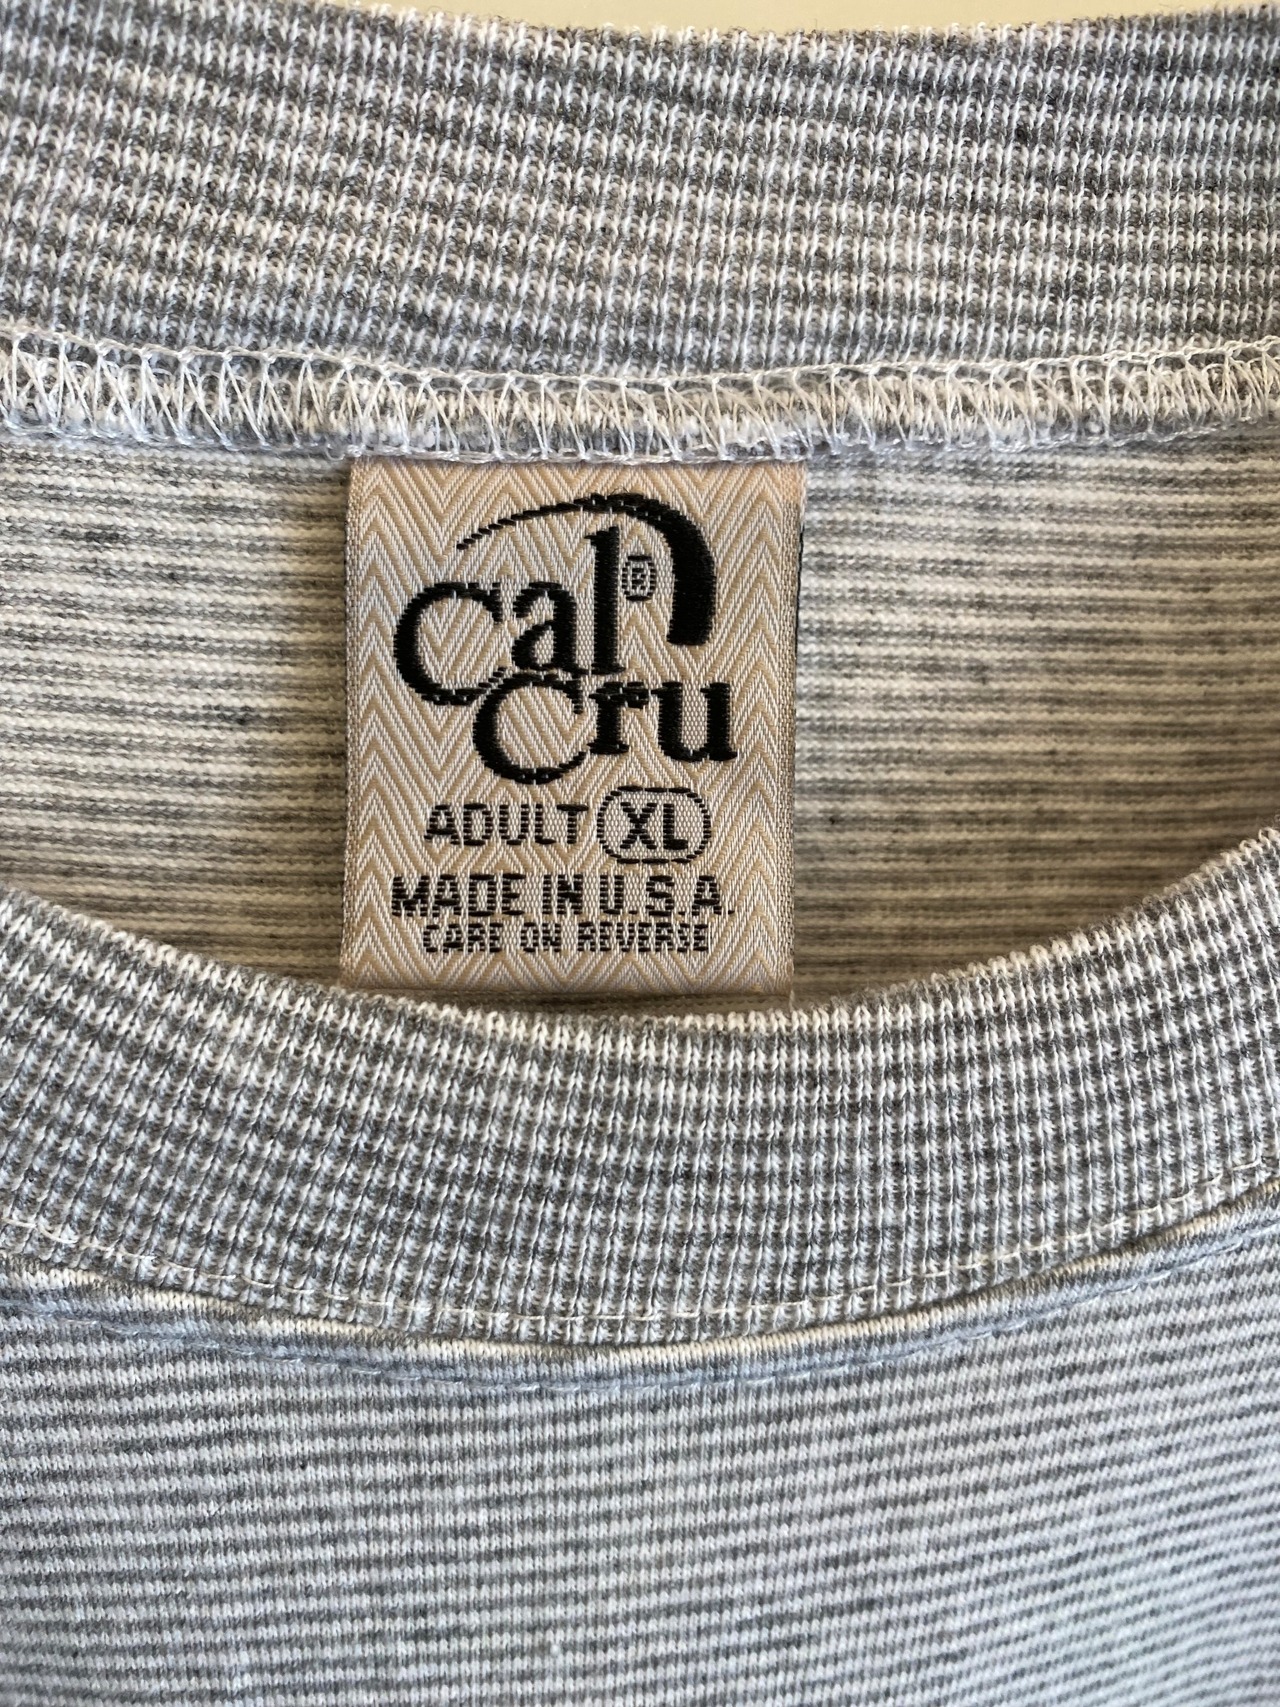 Cal®
Cru
ADULT XL
MADE IN U.S.A.
CARE ON REVERSE